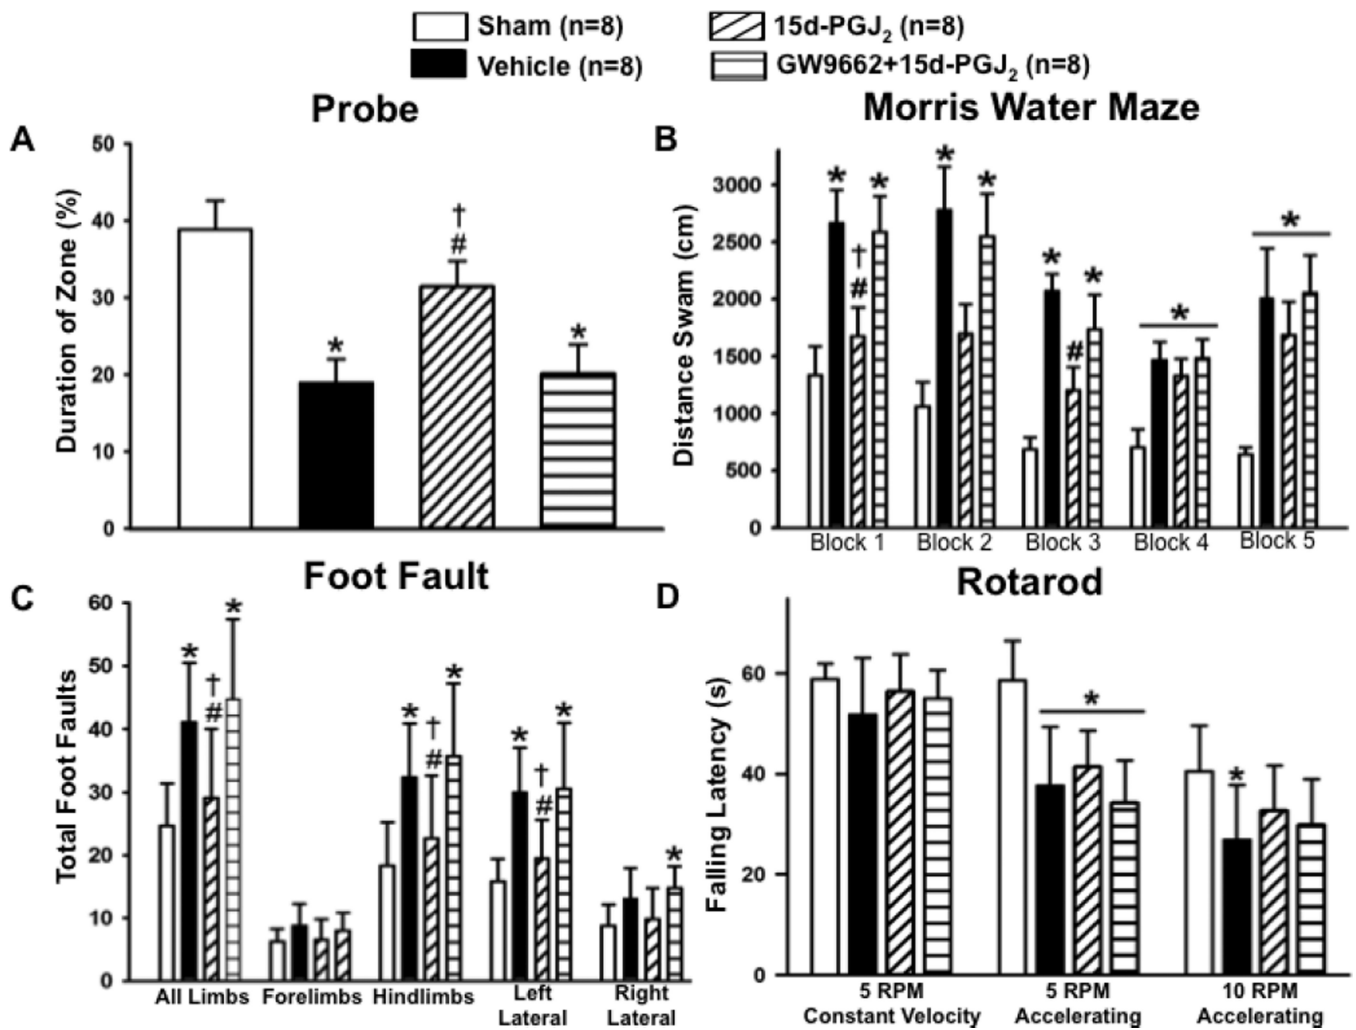 Sham (n=8)
15d-PGJ₂ (n=8)
Vehicle (n=8)
GW9662+15d-PGJ₂ (n=8)
Probe
Morris Water Maze
A
B
50
40
30
20
10
0
Duration of Zone (%)
*
†
#
*
3000
2500
2000
1500
1000
500
0
Distance Swam (cm)
*
†
#
*
*
*
*
#
*
*
*
Block 1
Block 2
Block 3
Block 4
Block 5
Foot Fault
Rotarod
C
D
60
50
40
30
20
10
0
Total Foot Faults
*
†
#
*
*
†
#
*
*
†
#
*
*
All Limbs
Forelimbs
Hindlimbs
Left
Lateral
Right
Lateral
60
40
20
0
Falling Latency (s)
*
*
5 RPM
Constant Velocity
5 RPM
Accelerating
10 RPM
Accelerating